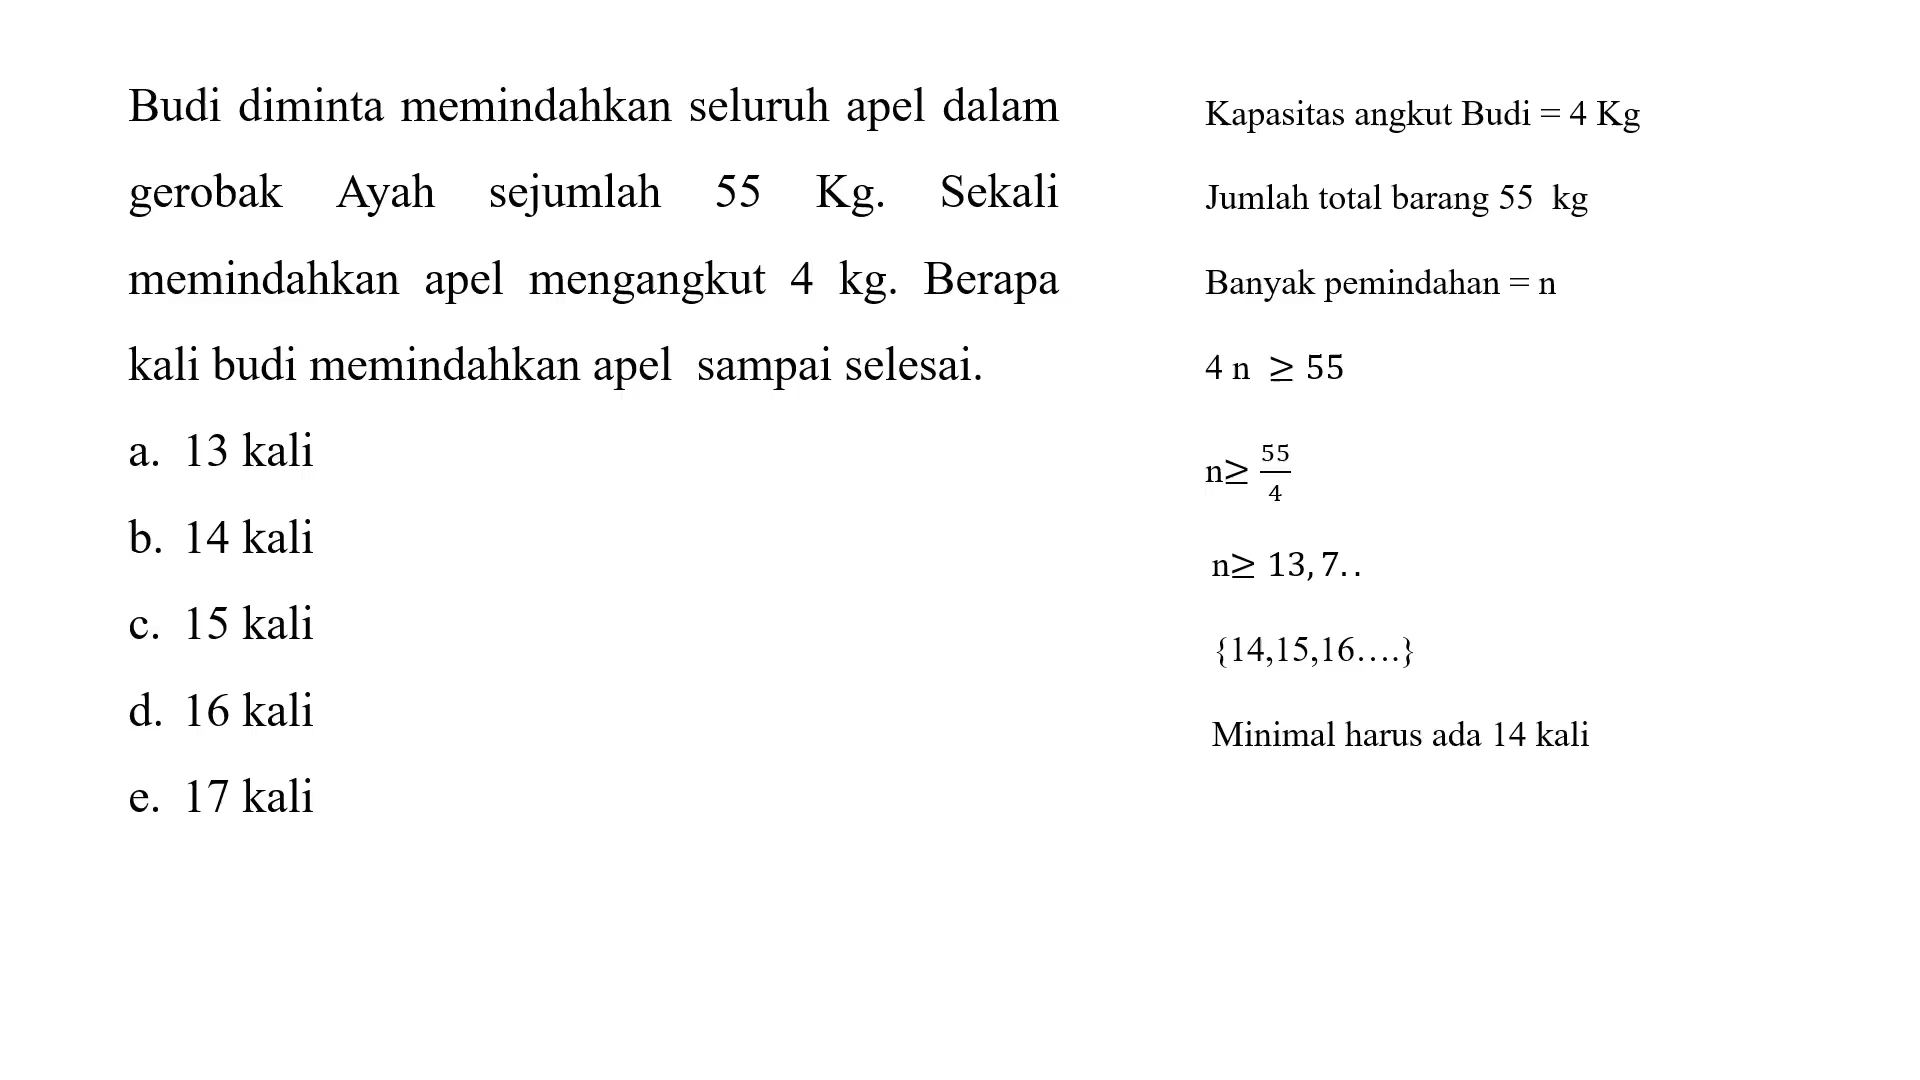 Budi diminta memindahkan seluruh apel dalam
gerobak Ayah sejumlah 55 Kg. Sekali
memindahkan apel mengangkut 4 kg. Berapa
kali budi memindahkan apel  sampai selesai.
a. 13 kali
b. 14 kali
c. 15 kali
d. 16 kali
e. 17 kali
Kapasitas angkut Budi = 4 Kg
Jumlah total barang 55  kg
Banyak pemindahan = n
4 n ≥ 55
n≥ 55/4
n≥ 13,7..
{14,15,16....}
Minimal harus ada 14 kali